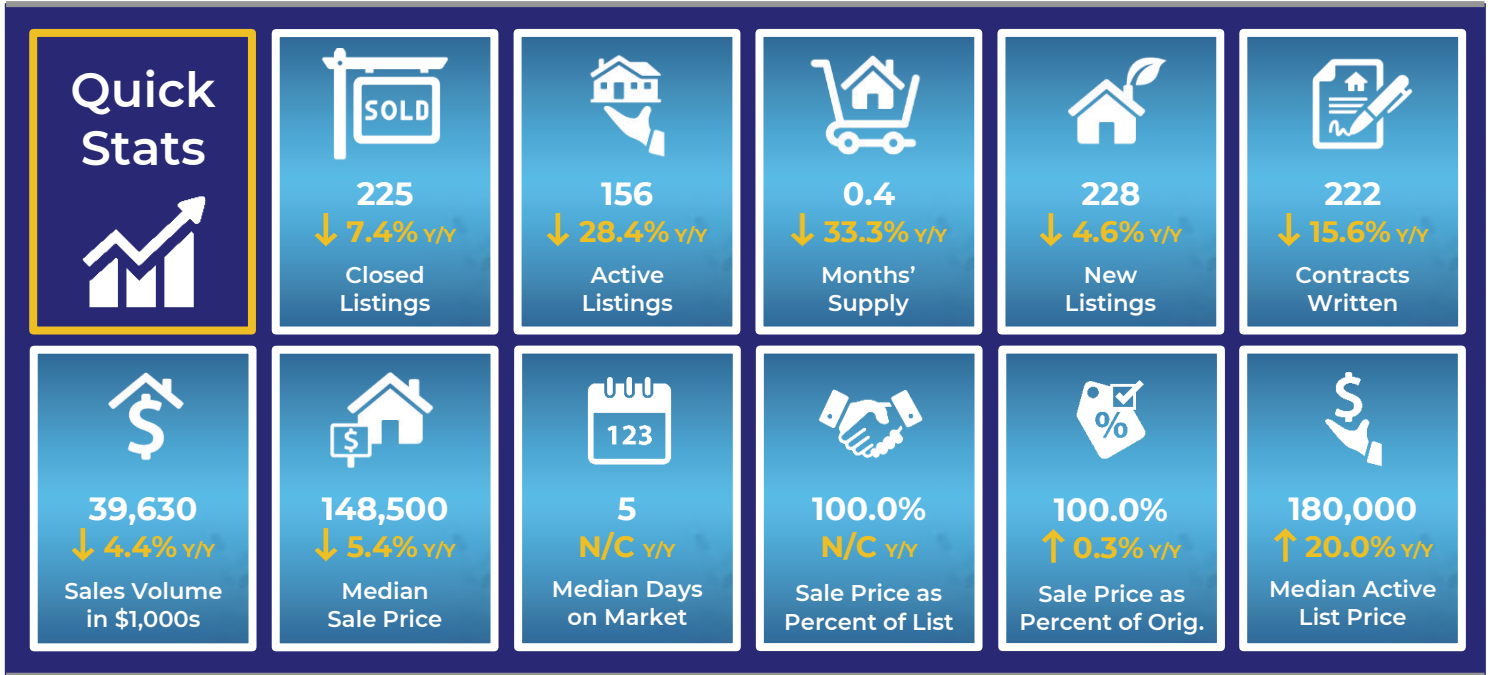 Quick
Stats
SOLD
225
↓ 7.4% Y/Y
Closed
Listings
156
↓ 28.4% Y/Y
Active
Listings
0.4
↓ 33.3% Y/Y
Months’
Supply
228
↓ 4.6% Y/Y
New
Listings
222
↓ 15.6% Y/Y
Contracts
Written
$
39,630
↓ 4.4% Y/Y
Sales Volume
in $1,000s
$
148,500
↓ 5.4% Y/Y
Median
Sale Price
123
5
N/C Y/Y
Median Days
on Market
100.0%
N/C Y/Y
Sale Price as
Percent of List
%
100.0%
↑ 0.3% Y/Y
Sale Price as
Percent of Orig.
$
180,000
↑ 20.0% Y/Y
Median Active
List Price